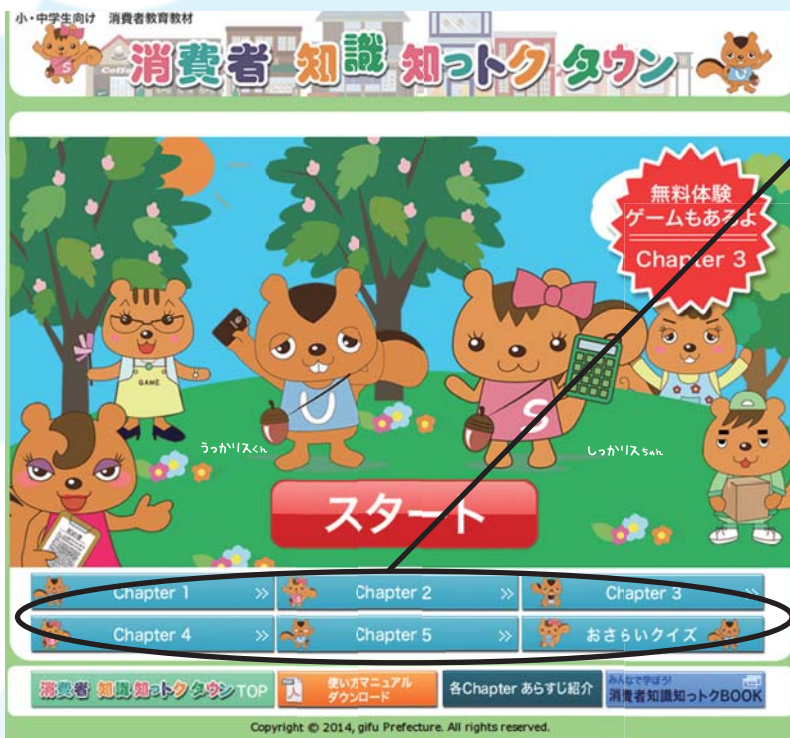 小・中学生向け 消費者教育教材
消費者 知識 知っトク タウン
無料体験
ゲームもあるよ
Chapter 3
GAME
U
S
うっかリスくん
しっかリスちゃん
スタート
Chapter 1
Chapter 2
Chapter 3
Chapter 4
Chapter 5
おさらいクイズ
消費者 知識 知っトク タウン TOP
使い方マニュアル
ダウンロード
各Chapter あらすじ紹介
みんなで学ぼう!
消費者知識知っトクBOOK
Copyright © 2014, gifu Prefecture. All rights reserved.